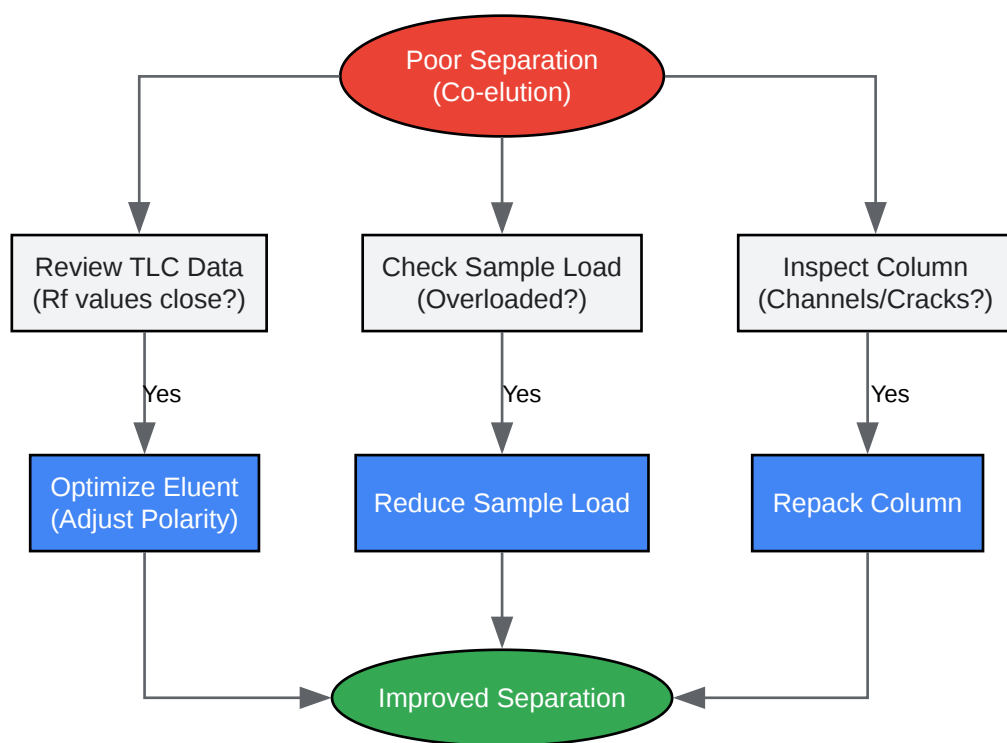 Poor Separation
(Co-elution)
Review TLC Data
(Rf values close?)
Check Sample Load
(Overloaded?)
Inspect Column
(Channels/Cracks?)
Yes
Yes
Yes
Optimize Eluent
(Adjust Polarity)
Reduce Sample Load
Repack Column
Improved Separation